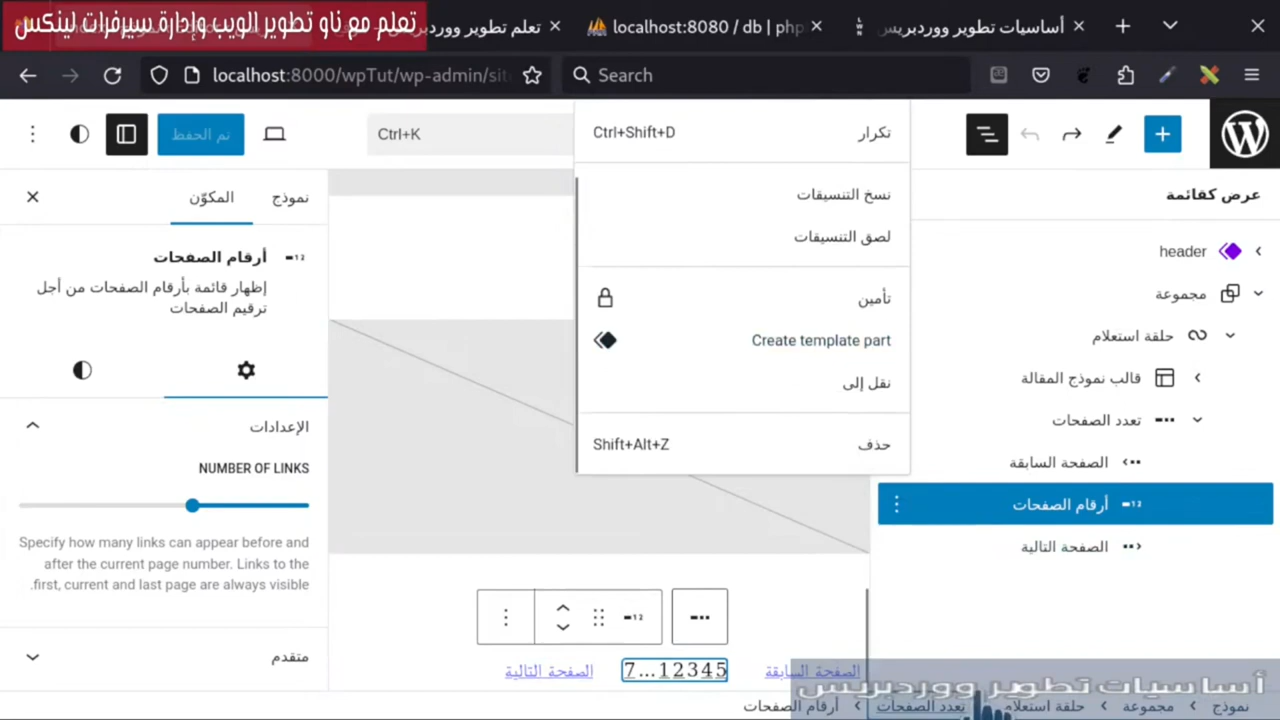 تعلم مع ناو تطوير الويب وإدارة سيرفرات لينكس
تعلم تطوير ووردبريس
localhost:8080 / db | php
أساسيات تطوير ووردبريس
localhost:8000/wpTut/wp-admin/sit
Search
تم الحفظ
Ctrl+K
عرض كقائمة
header
مجموعة
حلقة استعلام
قالب نموذج المقالة
تعدد الصفحات
الصفحة السابقة
أرقام الصفحات
الصفحة التالية
تكرار Ctrl+Shift+D
نسخ التنسيقات
لصق التنسيقات
تأمين
Create template part
نقل إلى
حذف Shift+Alt+Z
نموذج
المكوّن
أرقام الصفحات
إظهار قائمة بأرقام الصفحات من أجل
ترقيم الصفحات
الإعدادات
NUMBER OF LINKS
Specify how many links can appear before and
after the current page number. Links to the
.first, current and last page are always visible
متقدم
الصفحة السابقة
7...12345
الصفحة التالية
أساسيات تطوير ووردبريس
نموذج
مجموعة
حلقة استعلام
تعدد الصفحات
أرقام الصفحات